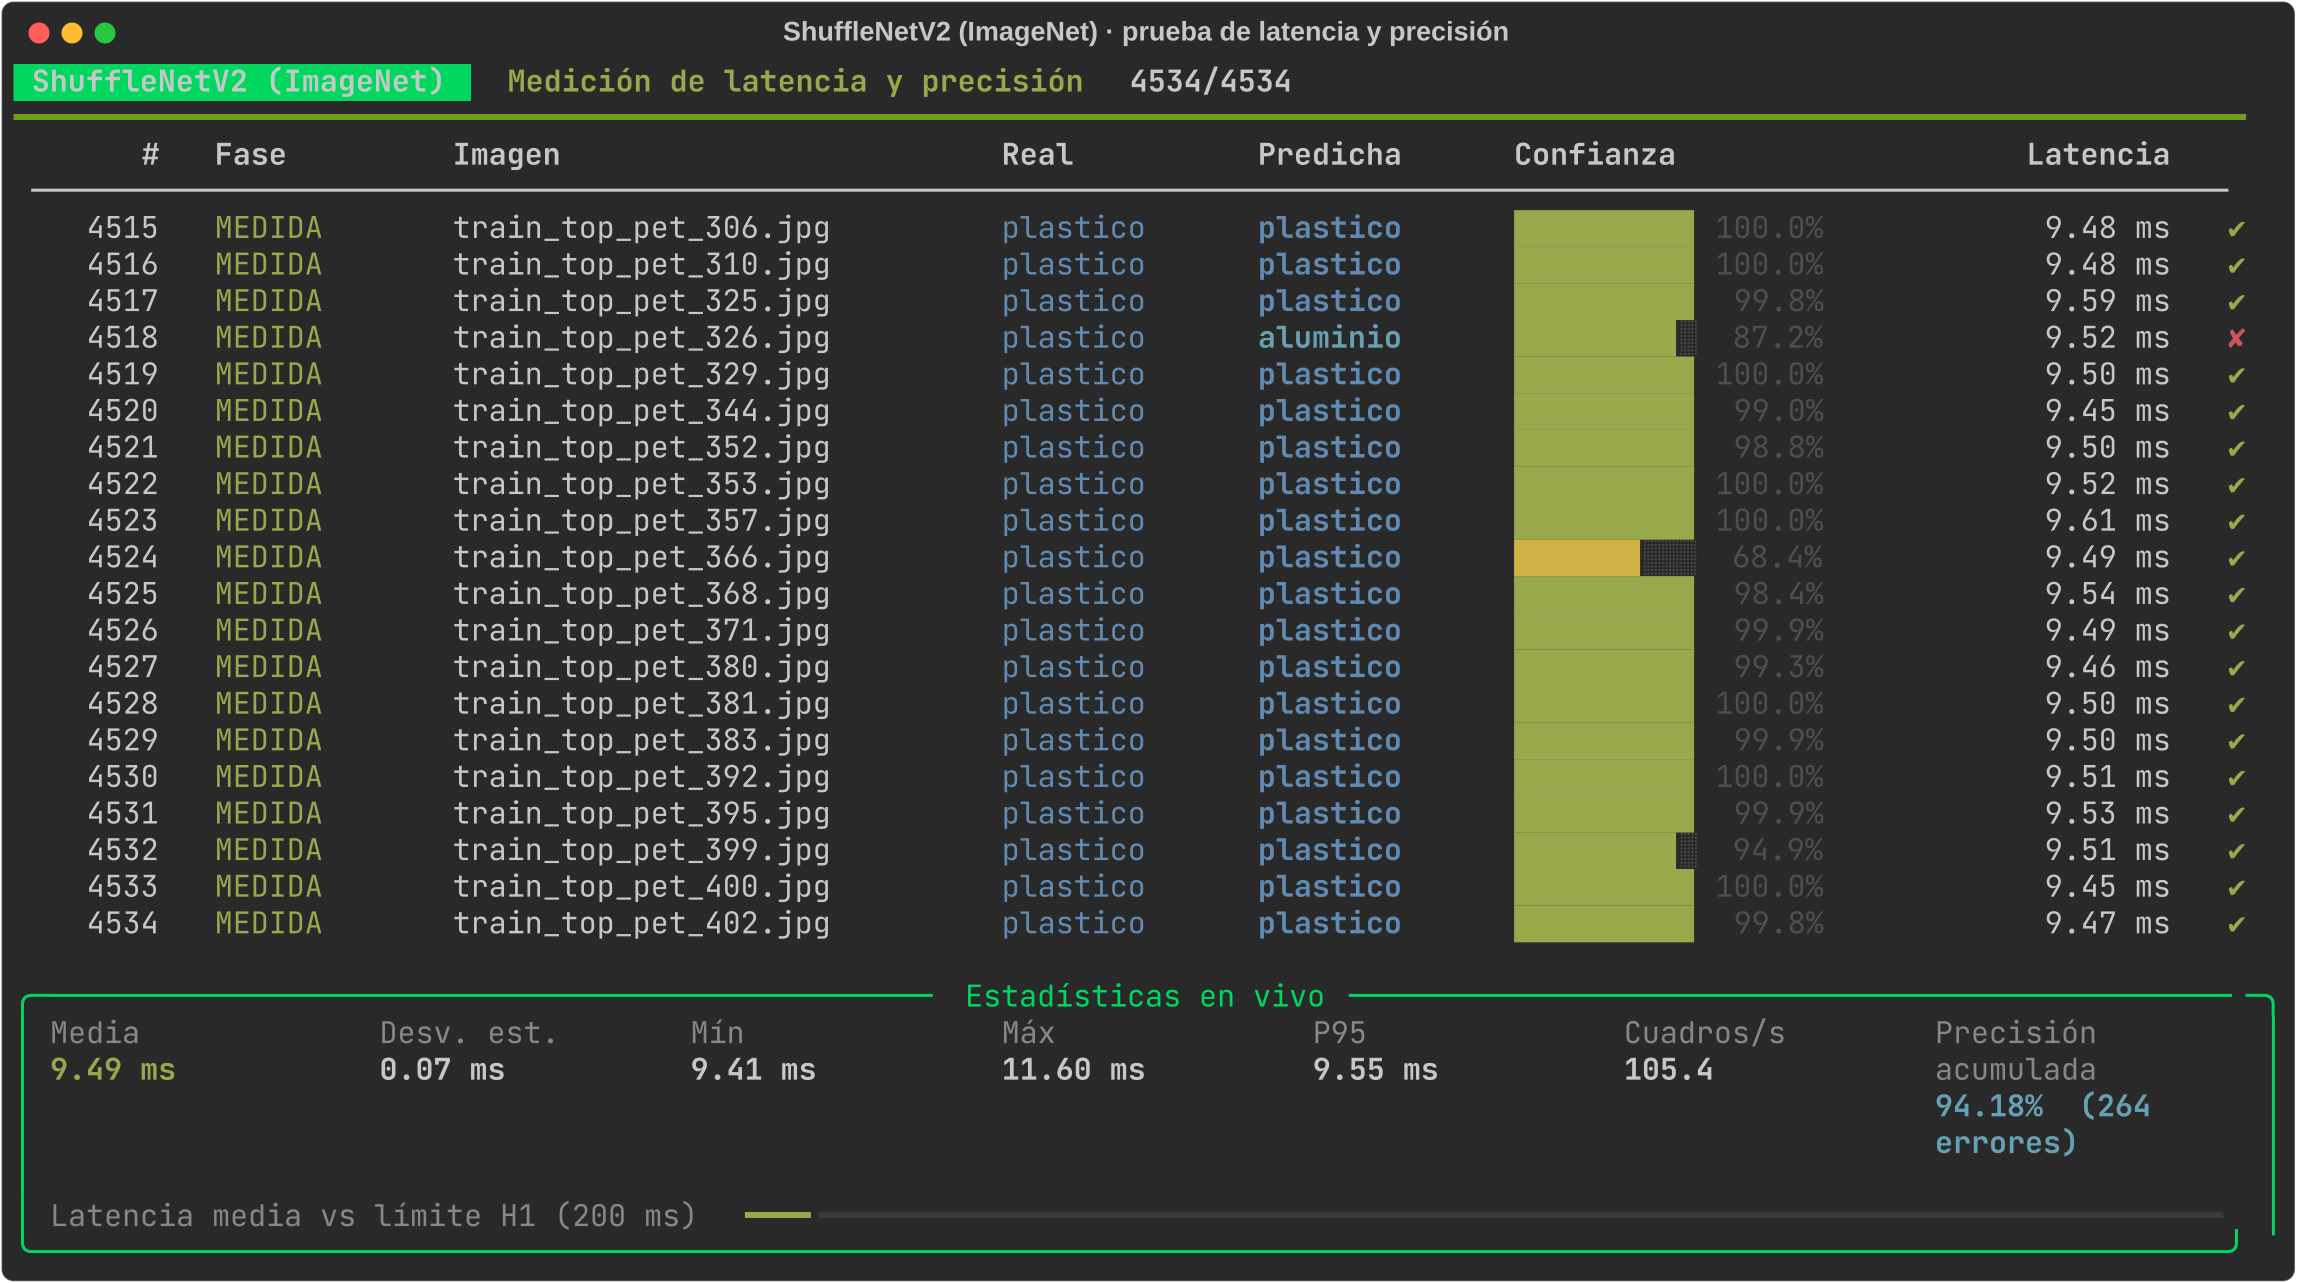 ShuffleNetV2 (ImageNet) · prueba de latencia y precisión
ShuffleNetV2 (ImageNet) Medición de latencia y precisión 4534/4534
# Fase Imagen Real Predicha Confianza Latencia
4515 MEDIDA train_top_pet_306.jpg plastico plastico 100.0% 9.48 ms ✔
4516 MEDIDA train_top_pet_310.jpg plastico plastico 100.0% 9.48 ms ✔
4517 MEDIDA train_top_pet_325.jpg plastico plastico 99.8% 9.59 ms ✔
4518 MEDIDA train_top_pet_326.jpg plastico aluminio 87.2% 9.52 ms ✘
4519 MEDIDA train_top_pet_329.jpg plastico plastico 100.0% 9.50 ms ✔
4520 MEDIDA train_top_pet_344.jpg plastico plastico 99.0% 9.45 ms ✔
4521 MEDIDA train_top_pet_352.jpg plastico plastico 98.8% 9.50 ms ✔
4522 MEDIDA train_top_pet_353.jpg plastico plastico 100.0% 9.52 ms ✔
4523 MEDIDA train_top_pet_357.jpg plastico plastico 100.0% 9.61 ms ✔
4524 MEDIDA train_top_pet_366.jpg plastico plastico 68.4% 9.49 ms ✔
4525 MEDIDA train_top_pet_368.jpg plastico plastico 98.4% 9.54 ms ✔
4526 MEDIDA train_top_pet_371.jpg plastico plastico 99.9% 9.49 ms ✔
4527 MEDIDA train_top_pet_380.jpg plastico plastico 99.3% 9.46 ms ✔
4528 MEDIDA train_top_pet_381.jpg plastico plastico 100.0% 9.50 ms ✔
4529 MEDIDA train_top_pet_383.jpg plastico plastico 99.9% 9.50 ms ✔
4530 MEDIDA train_top_pet_392.jpg plastico plastico 100.0% 9.51 ms ✔
4531 MEDIDA train_top_pet_395.jpg plastico plastico 99.9% 9.53 ms ✔
4532 MEDIDA train_top_pet_399.jpg plastico plastico 94.9% 9.51 ms ✔
4533 MEDIDA train_top_pet_400.jpg plastico plastico 100.0% 9.45 ms ✔
4534 MEDIDA train_top_pet_402.jpg plastico plastico 99.8% 9.47 ms ✔
Estadísticas en vivo
Media Desv. est. Mín Máx P95 Cuadros/s Precisión
9.49 ms 0.07 ms 9.41 ms 11.60 ms 9.55 ms 105.4 acumulada
94.18% (264
errores)
Latencia media vs límite H1 (200 ms)